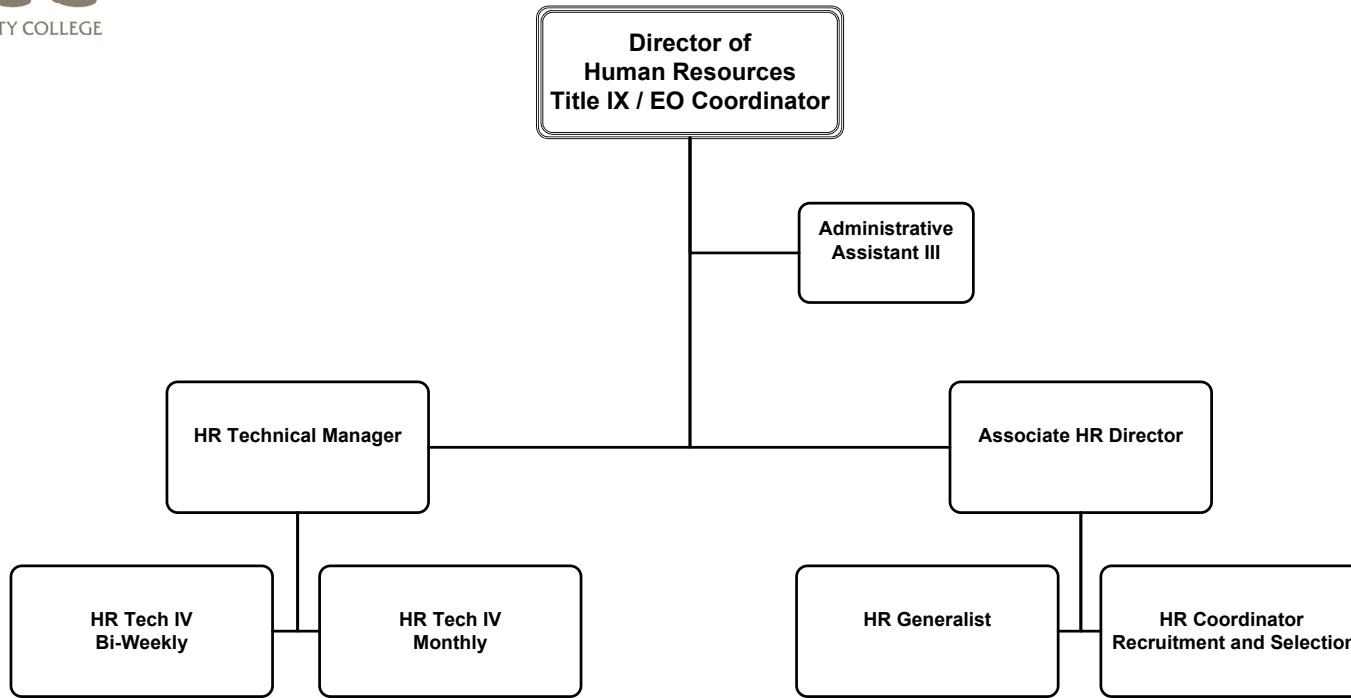 COLLEGE
Director of
Human Resources
Title IX / EO Coordinator
Administrative
Assistant III
HR Technical Manager
Associate HR Director
HR Tech IV
Bi-Weekly
HR Tech IV
Monthly
HR Generalist
HR Coordinator
Recruitment and Selection